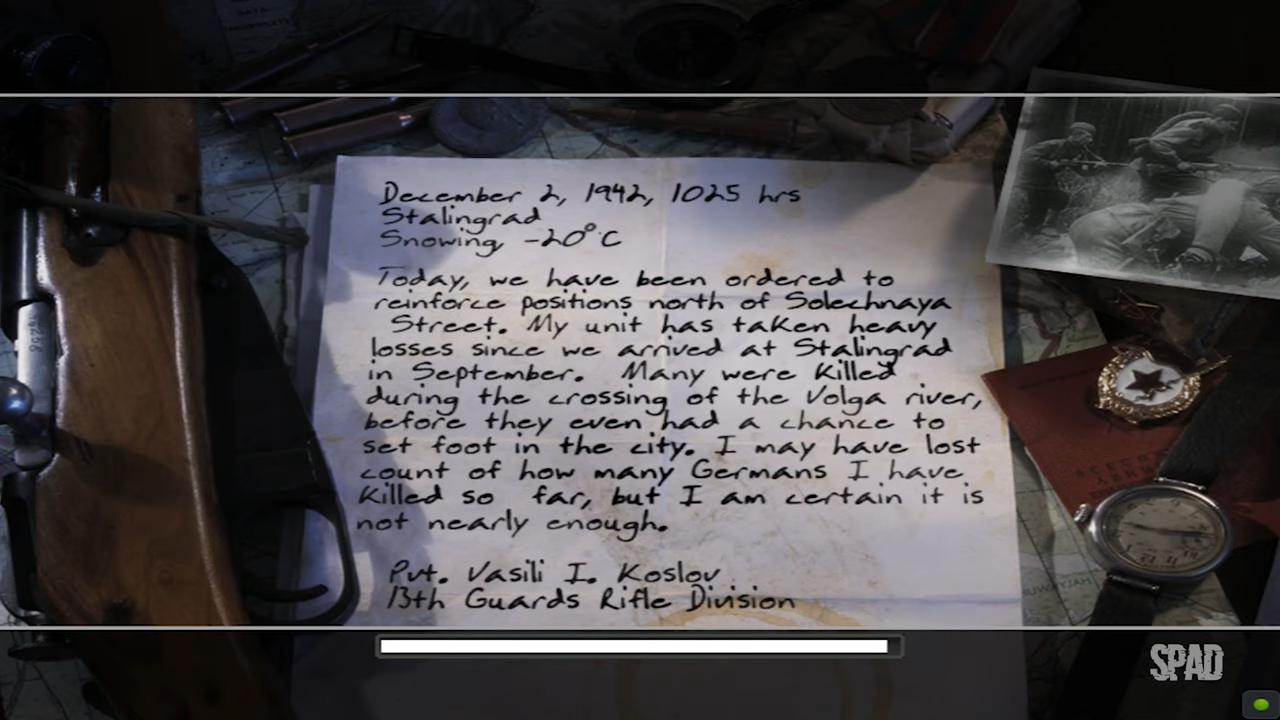 December 2, 1942, 1025 hrs
Stalingrad
Snowing, -20°C
Today, we have been ordered to
reinforce positions north of Solechnaya
Street. My unit has taken heavy
losses since we arrived at Stalingrad
in September. Many were killed
during the crossing of the Volga river,
before they even had a chance to
set foot in the city. I may have lost
count of how many Germans I have
killed so far, but I am certain it is
not nearly enough.
Pvt. Vasili I. Koslov
13th Guards Rifle Division
SPAD